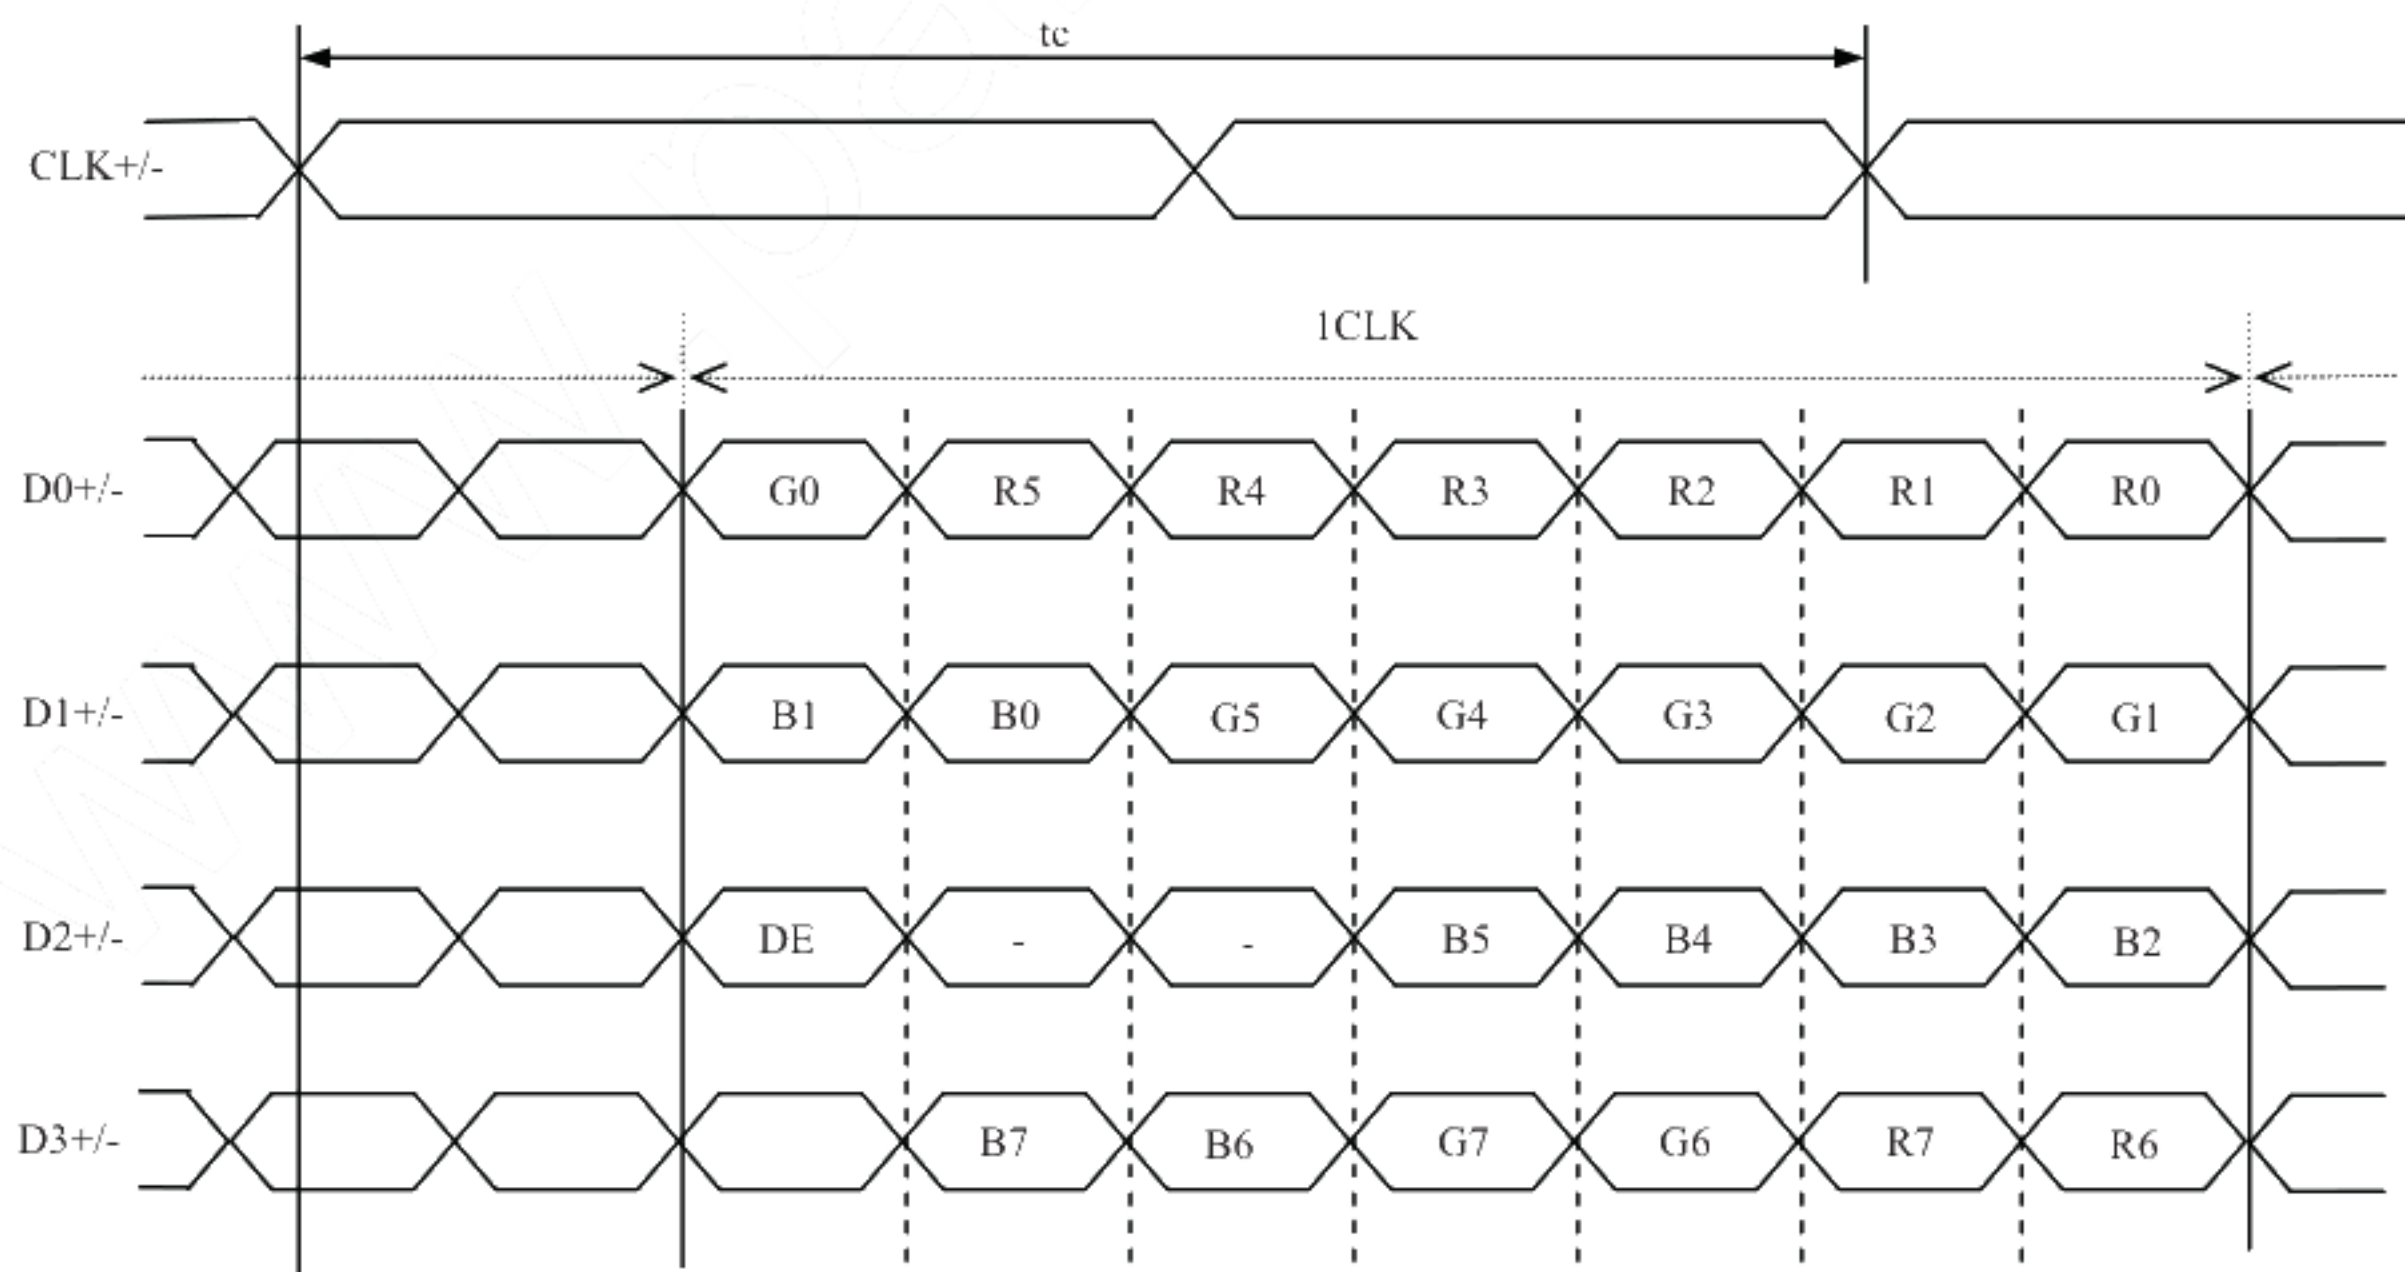 tc
CLK+/-
1CLK
D0+/- G0 R5 R4 R3 R2 R1 R0
D1+/- B1 B0 G5 G4 G3 G2 G1
D2+/- DE - - B5 B4 B3 B2
D3+/- B7 B6 G7 G6 R7 R6